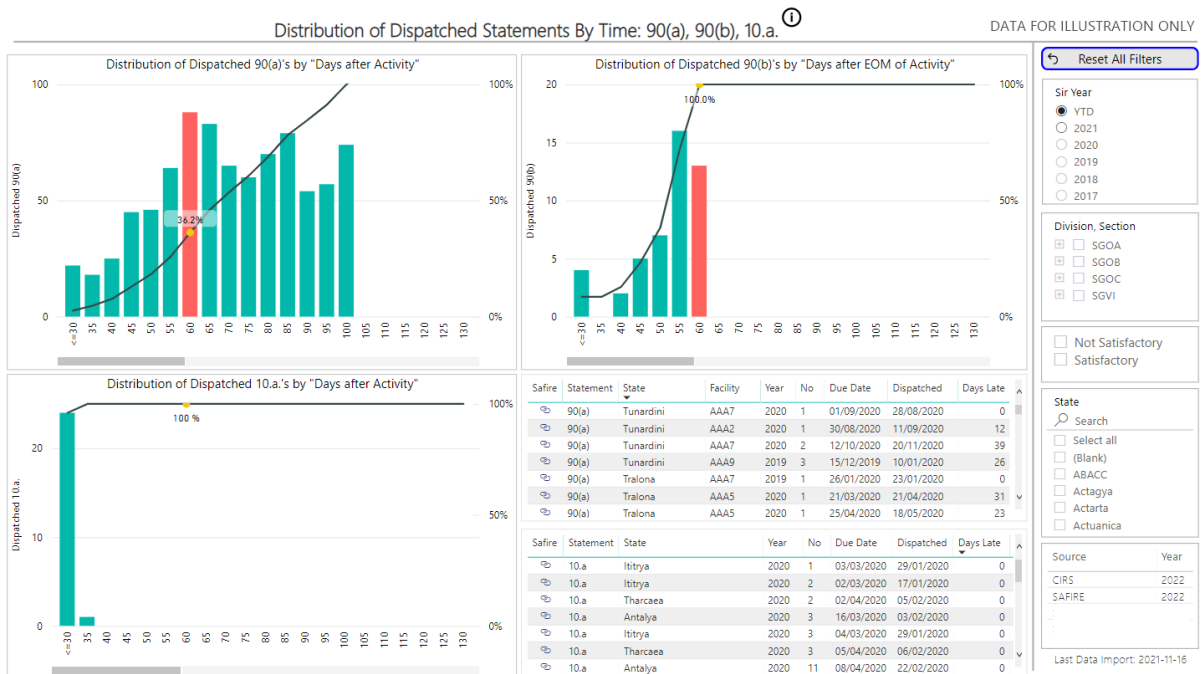 Distribution of Dispatched Statements By Time: 90(a), 90(b), 10.a.
i
DATA FOR ILLUSTRATION ONLY
Distribution of Dispatched 90(a)'s by "Days after Activity"
Dispatched 90(a)
100
50
0
100%
50%
0%
36.2%
<=30 35 40 45 50 55 60 65 70 75 80 85 90 95 100 105 110 115 120 125 130
Distribution of Dispatched 90(b)'s by "Days after EOM of Activity"
Dispatched 90(b)
20
15
10
5
0
100%
50%
0%
100.0%
<=30 35 40 45 50 55 60 65 70 75 80 85 90 95 100 105 110 115 120 125 130
Distribution of Dispatched 10.a.'s by "Days after Activity"
Dispatched 10.a.
20
10
0
100%
50%
0%
100 %
<=30 35 40 45 50 55 60 65 70 75 80 85 90 95 100 105 110 115 120 125 130
Safire Statement State Facility Year No Due Date Dispatched Days Late
90(a) Tunardini AAA7 2020 1 01/09/2020 28/08/2020 0
90(a) Tunardini AAA2 2020 1 30/08/2020 11/09/2020 12
90(a) Tunardini AAA7 2020 2 12/10/2020 20/11/2020 39
90(a) Tunardini AAA9 2019 3 15/12/2019 10/01/2020 26
90(a) Tralona AAA7 2019 1 26/01/2020 23/01/2020 0
90(a) Tralona AAA5 2020 1 21/03/2020 21/04/2020 31
90(a) Tralona AAA5 2020 1 25/04/2020 18/05/2020 23
Safire Statement State Year No Due Date Dispatched Days Late
10.a Ititrya 2020 1 03/03/2020 29/01/2020 0
10.a Ititrya 2020 2 02/03/2020 17/01/2020 0
10.a Tharcaea 2020 2 02/04/2020 05/02/2020 0
10.a Antalya 2020 3 16/03/2020 03/02/2020 0
10.a Ititrya 2020 3 04/03/2020 29/01/2020 0
10.a Tharcaea 2020 3 05/04/2020 06/02/2020 0
10.a Antalya 2020 11 08/04/2020 22/02/2020 0
Reset All Filters
Sir Year
YTD
2021
2020
2019
2018
2017
Division, Section
SGOA
SGOB
SGOC
SGVI
Not Satisfactory
Satisfactory
State
Search
Select all
(Blank)
ABACC
Actagya
Actarta
Actuanica
Source Year
CIRS 2022
SAFIRE 2022
Last Data Import: 2021-11-16